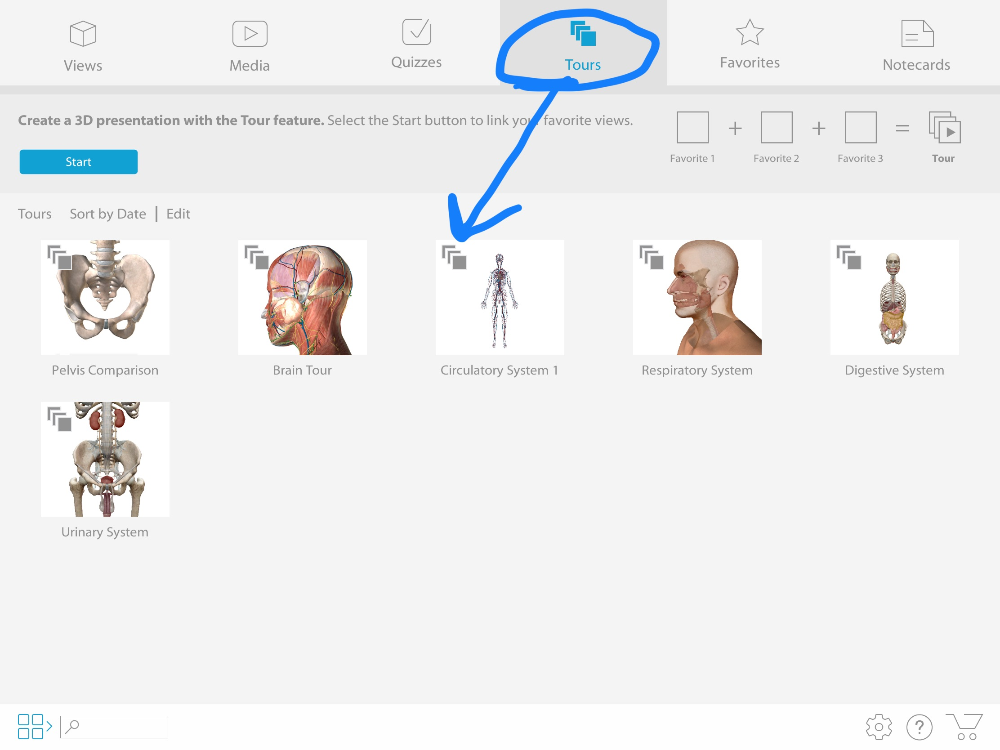 Views
Media
Quizzes
Tours
Favorites
Notecards
Create a 3D presentation with the Tour feature. Select the Start button to link your favorite views.
Start
Favorite 1 + Favorite 2 + Favorite 3 = Tour
Tours Sort by Date | Edit
Pelvis Comparison
Brain Tour
Circulatory System 1
Respiratory System
Digestive System
Urinary System
?